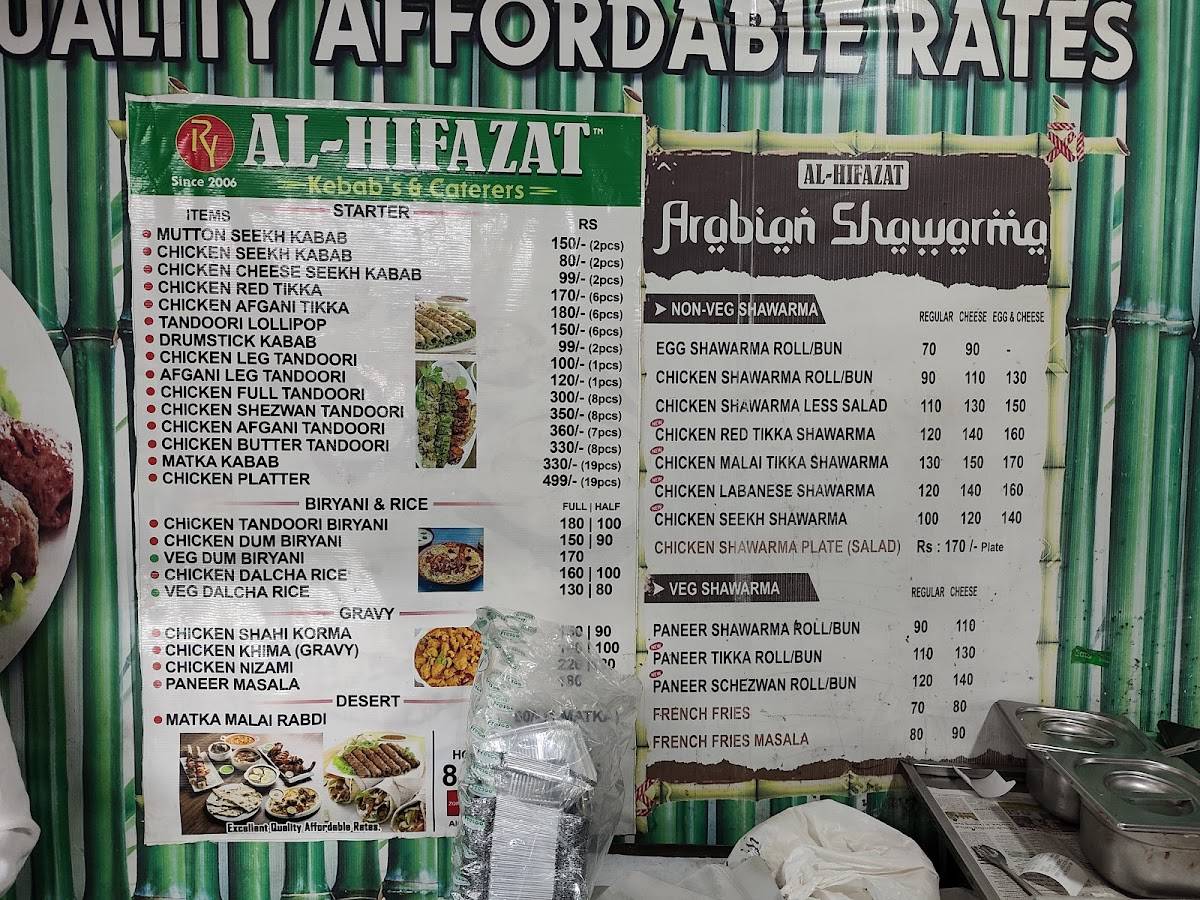 QUALITY AFFORDABLE RATES
RY
Since 2006
AL-HIFAZAT™
Kebab's & Caterers
STARTER
ITEMS RS
MUTTON SEEKH KABAB 150/- (2pcs)
CHICKEN SEEKH KABAB 80/- (2pcs)
CHICKEN CHEESE SEEKH KABAB 99/- (2pcs)
CHICKEN RED TIKKA 170/- (6pcs)
CHICKEN AFGANI TIKKA 180/- (6pcs)
TANDOORI LOLLIPOP 150/- (6pcs)
DRUMSTICK KABAB 99/- (2pcs)
CHICKEN LEG TANDOORI 100/- (1pcs)
AFGANI LEG TANDOORI 120/- (1pcs)
CHICKEN FULL TANDOORI 300/- (8pcs)
CHICKEN SHEZWAN TANDOORI 350/- (8pcs)
CHICKEN AFGANI TANDOORI 360/- (7pcs)
CHICKEN BUTTER TANDOORI 330/- (8pcs)
MATKA KABAB 330/- (19pcs)
CHICKEN PLATTER 499/- (19pcs)
BIRYANI & RICE FULL | HALF
CHICKEN TANDOORI BIRYANI 180 | 100
CHICKEN DUM BIRYANI 150 | 90
VEG DUM BIRYANI 170
CHICKEN DALCHA RICE 160 | 100
VEG DALCHA RICE 130 | 80
GRAVY
CHICKEN SHAHI KORMA | 90
CHICKEN KHIMA (GRAVY) | 100
CHICKEN NIZAMI 220
PANEER MASALA 180
DESERT
MATKA MALAI RABDI MATKA
Excellent Quality Affordable Rates.
8
AL-HIFAZAT
Arabian Shawarma
NON-VEG SHAWARMA REGULAR CHEESE EGG & CHEESE
EGG SHAWARMA ROLL/BUN 70 90 -
CHICKEN SHAWARMA ROLL/BUN 90 110 130
CHICKEN SHAWARMA LESS SALAD 110 130 150
NEW CHICKEN RED TIKKA SHAWARMA 120 140 160
NEW CHICKEN MALAI TIKKA SHAWARMA 130 150 170
NEW CHICKEN LABANESE SHAWARMA 120 140 160
NEW CHICKEN SEEKH SHAWARMA 100 120 140
CHICKEN SHAWARMA PLATE (SALAD) Rs : 170 /- Plate
VEG SHAWARMA REGULAR CHEESE
PANEER SHAWARMA ROLL/BUN 90 110
NEW PANEER TIKKA ROLL/BUN 110 130
NEW PANEER SCHEZWAN ROLL/BUN 120 140
FRENCH FRIES 70 80
FRENCH FRIES MASALA 80 90